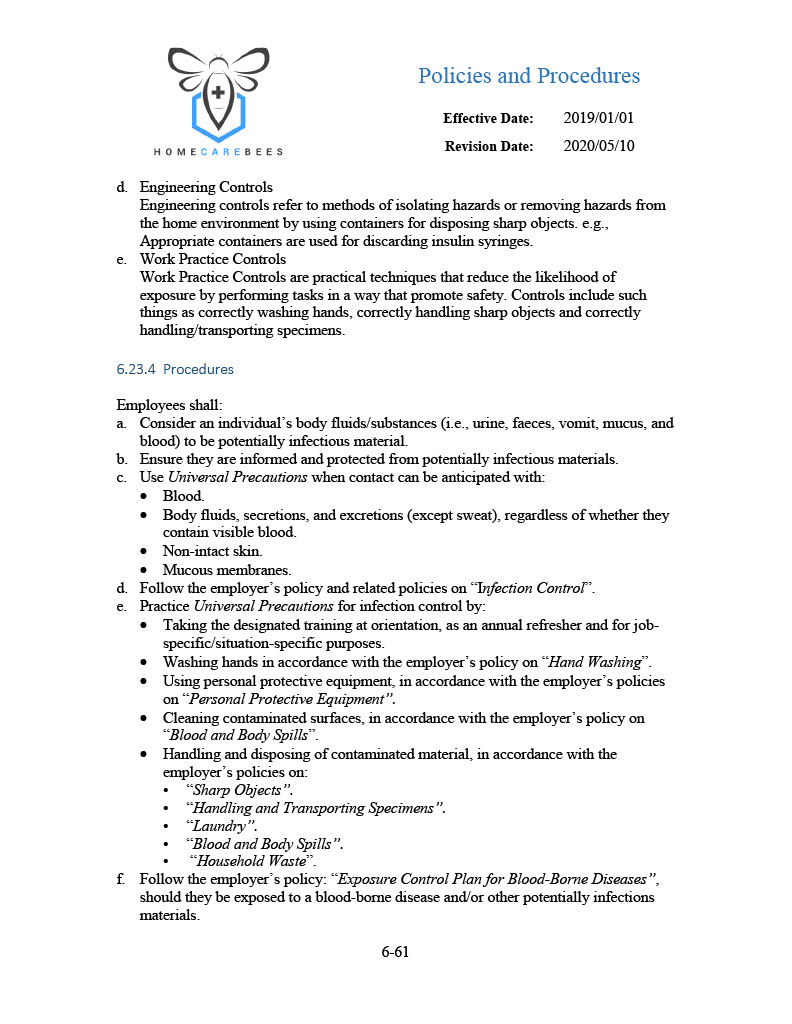 Policies and Procedures
Effective Date: 2019/01/01
Revision Date: 2020/05/10
HOMECAREBEES
d. Engineering Controls
Engineering controls refer to methods of isolating hazards or removing hazards from
the home environment by using containers for disposing sharp objects. e.g.,
Appropriate containers are used for discarding insulin syringes.
e. Work Practice Controls
Work Practice Controls are practical techniques that reduce the likelihood of
exposure by performing tasks in a way that promote safety. Controls include such
things as correctly washing hands, correctly handling sharp objects and correctly
handling/transporting specimens.
6.23.4 Procedures
Employees shall:
a. Consider an individual’s body fluids/substances (i.e., urine, faeces, vomit, mucus, and
blood) to be potentially infectious material.
b. Ensure they are informed and protected from potentially infectious materials.
c. Use Universal Precautions when contact can be anticipated with:
• Blood.
• Body fluids, secretions, and excretions (except sweat), regardless of whether they
contain visible blood.
• Non-intact skin.
• Mucous membranes.
d. Follow the employer’s policy and related policies on “Infection Control”.
e. Practice Universal Precautions for infection control by:
• Taking the designated training at orientation, as an annual refresher and for job-
specific/situation-specific purposes.
• Washing hands in accordance with the employer’s policy on “Hand Washing”.
• Using personal protective equipment, in accordance with the employer’s policies
on “Personal Protective Equipment”.
• Cleaning contaminated surfaces, in accordance with the employer’s policy on
“Blood and Body Spills”.
• Handling and disposing of contaminated material, in accordance with the
employer’s policies on:
• “Sharp Objects”.
• “Handling and Transporting Specimens”.
• “Laundry”.
• “Blood and Body Spills”.
• “Household Waste”.
f. Follow the employer’s policy: “Exposure Control Plan for Blood-Borne Diseases”,
should they be exposed to a blood-borne disease and/or other potentially infections
materials.
6-61